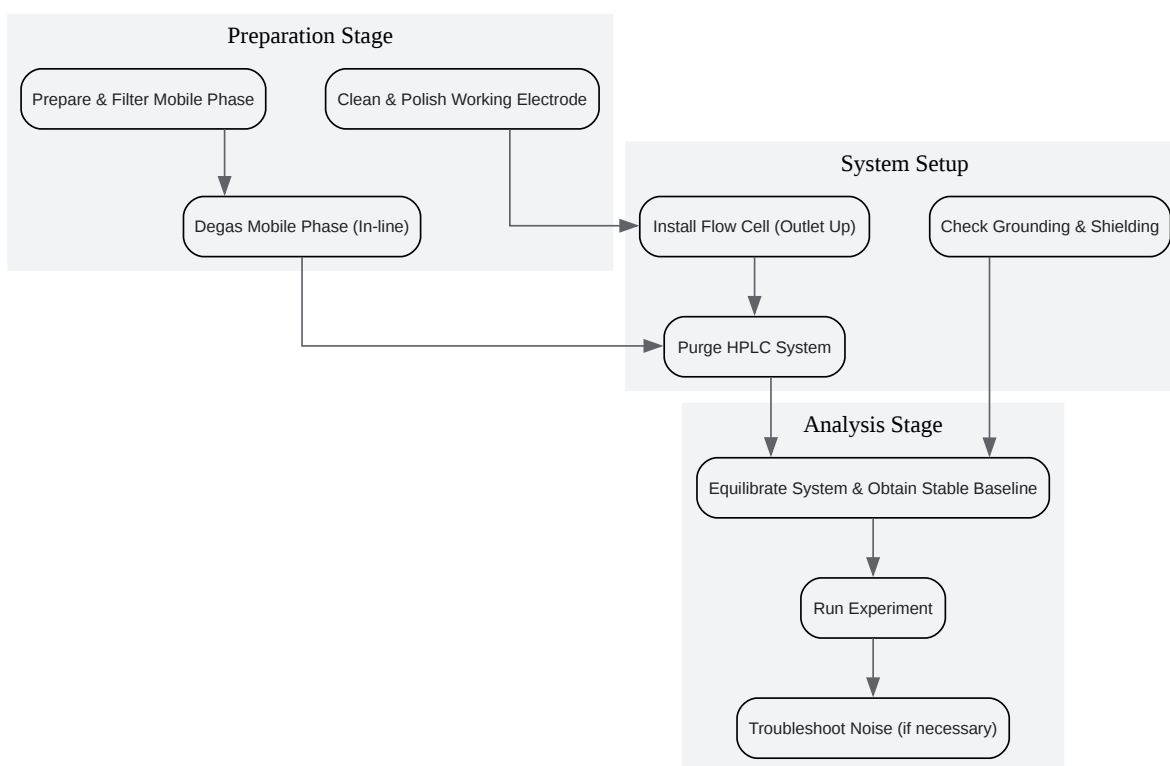 Preparation Stage
Prepare & Filter Mobile Phase
Clean & Polish Working Electrode
Degas Mobile Phase (In-line)
System Setup
Install Flow Cell (Outlet Up)
Check Grounding & Shielding
Purge HPLC System
Analysis Stage
Equilibrate System & Obtain Stable Baseline
Run Experiment
Troubleshoot Noise (if necessary)